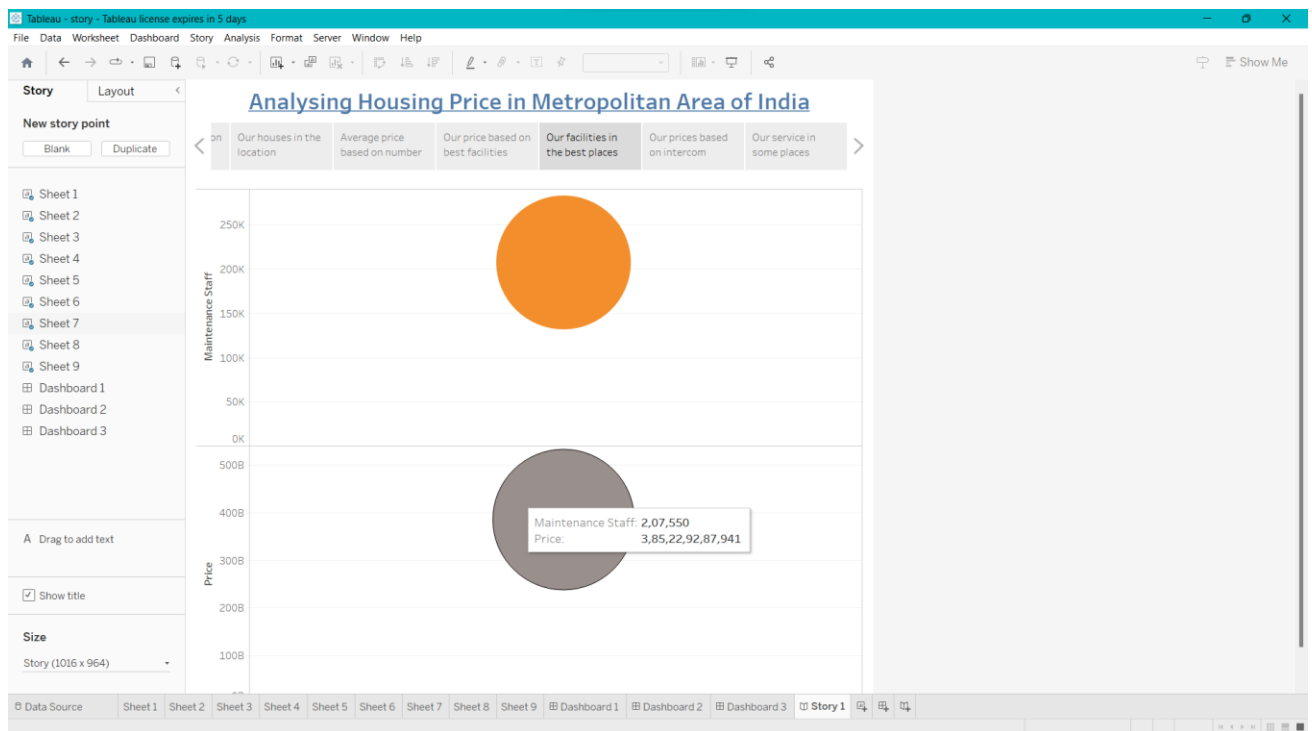 Tableau - story - Tableau license expires in 5 days
File Data Worksheet Dashboard Story Analysis Format Server Window Help
Show Me
Story Layout
New story point
Blank Duplicate
Sheet 1
Sheet 2
Sheet 3
Sheet 4
Sheet 5
Sheet 6
Sheet 7
Sheet 8
Sheet 9
Dashboard 1
Dashboard 2
Dashboard 3
A Drag to add text
Show title
Size
Story (1016 x 964)
Analysing Housing Price in Metropolitan Area of India
on
Our houses in the
location
Average price
based on number
Our price based on
best facilities
Our facilities in
the best places
Our prices based
on intercom
Our service in
some places
Maintenance Staff
250K
200K
150K
100K
50K
0K
Price
500B
400B
300B
200B
100B
Maintenance Staff: 2,07,550
Price: 3,85,22,92,87,941
Data Source Sheet 1 Sheet 2 Sheet 3 Sheet 4 Sheet 5 Sheet 6 Sheet 7 Sheet 8 Sheet 9 Dashboard 1 Dashboard 2 Dashboard 3 Story 1